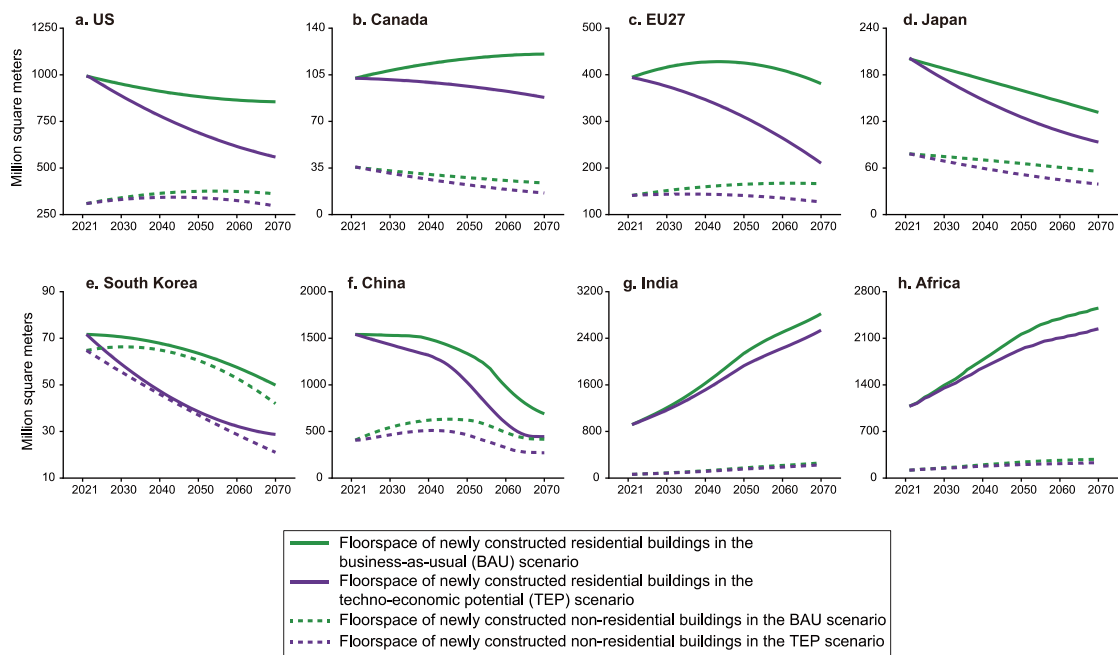 a. US
b. Canada
c. EU27
d. Japan
Million square meters
1250
1000
750
500
250
2021 2030 2040 2050 2060 2070
140
105
70
35
0
2021 2030 2040 2050 2060 2070
500
400
300
200
100
2021 2030 2040 2050 2060 2070
240
180
120
60
0
2021 2030 2040 2050 2060 2070
e. South Korea
f. China
g. India
h. Africa
Million square meters
90
70
50
30
10
2021 2030 2040 2050 2060 2070
2000
1500
1000
500
0
2021 2030 2040 2050 2060 2070
3200
2400
1600
800
0
2021 2030 2040 2050 2060 2070
2800
2100
1400
700
0
2021 2030 2040 2050 2060 2070
Floorspace of newly constructed residential buildings in the
business-as-usual (BAU) scenario
Floorspace of newly constructed residential buildings in the
techno-economic potential (TEP) scenario
Floorspace of newly constructed non-residential buildings in the BAU scenario
Floorspace of newly constructed non-residential buildings in the TEP scenario